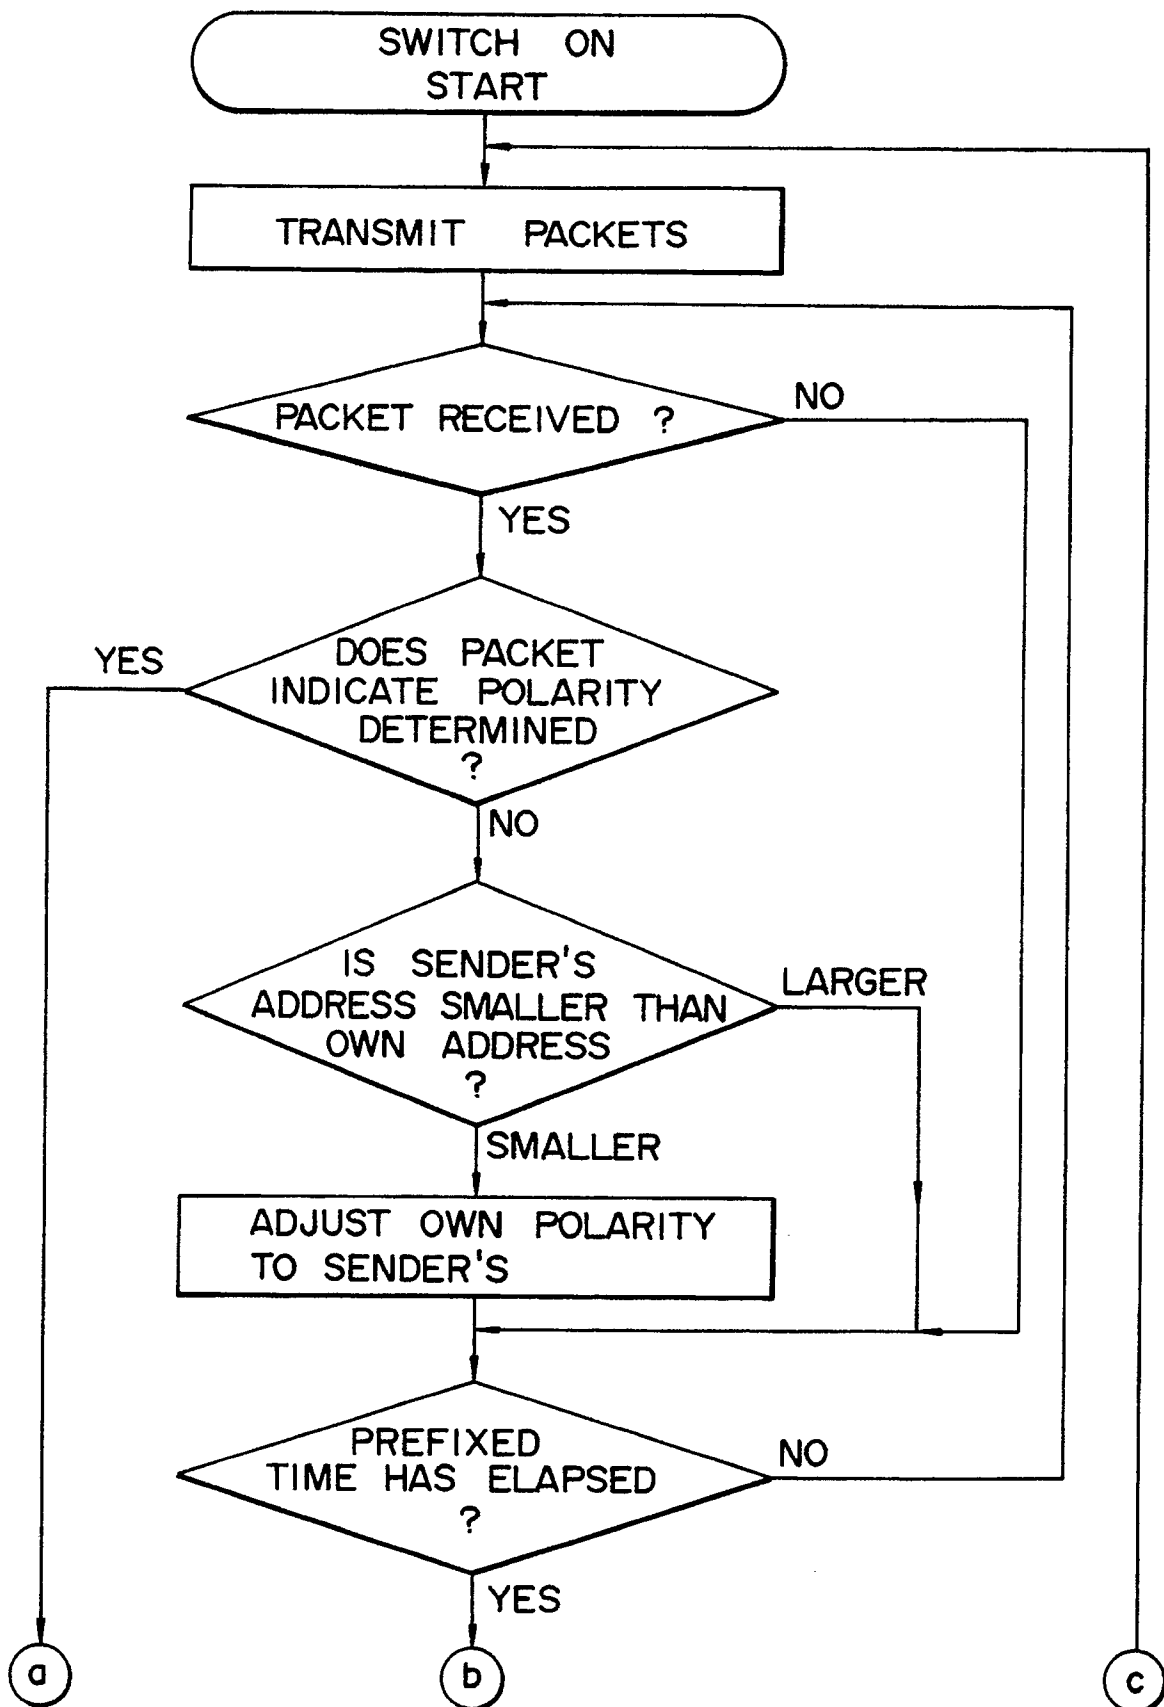 SWITCH ON
START
TRANSMIT PACKETS
PACKET RECEIVED ?
NO
YES
DOES PACKET
INDICATE POLARITY
DETERMINED
?
YES
NO
IS SENDER'S
ADDRESS SMALLER THAN
OWN ADDRESS
?
LARGER
SMALLER
ADJUST OWN POLARITY
TO SENDER'S
PREFIXED
TIME HAS ELAPSED
?
NO
YES
a
b
c